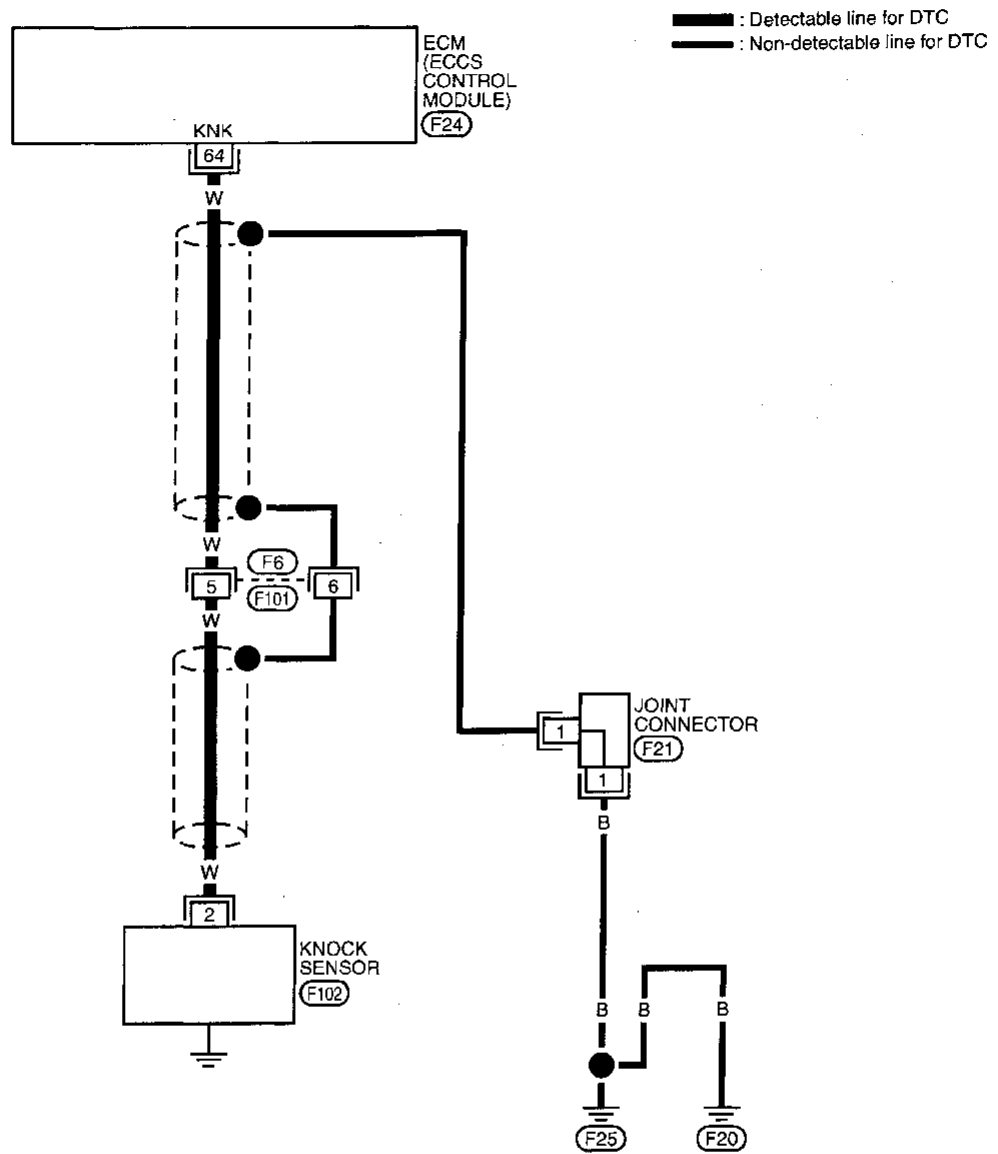 : Detectable line for DTC
: Non-detectable line for DTC
ECM
(ECCS
CONTROL
MODULE)
F24
KNK
64
W
W
F6
5
6
F101
W
JOINT
CONNECTOR
F21
1
1
B
W
2
KNOCK
SENSOR
F102
B
B
B
F25
F20